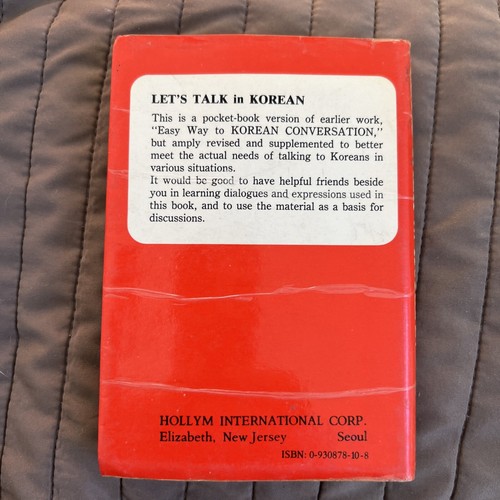 LET'S TALK in KOREAN
This is a pocket-book version of earlier work,
"Easy Way to KOREAN CONVERSATION,"
but amply revised and supplemented to better
meet the actual needs of talking to Koreans in
various situations.
It would be good to have helpful friends beside
you in learning dialogues and expressions used in
this book, and to use the material as a basis for
discussions.
HOLLYM INTERNATIONAL CORP.
Elizabeth, New Jersey Seoul
ISBN: 0-930878-10-8